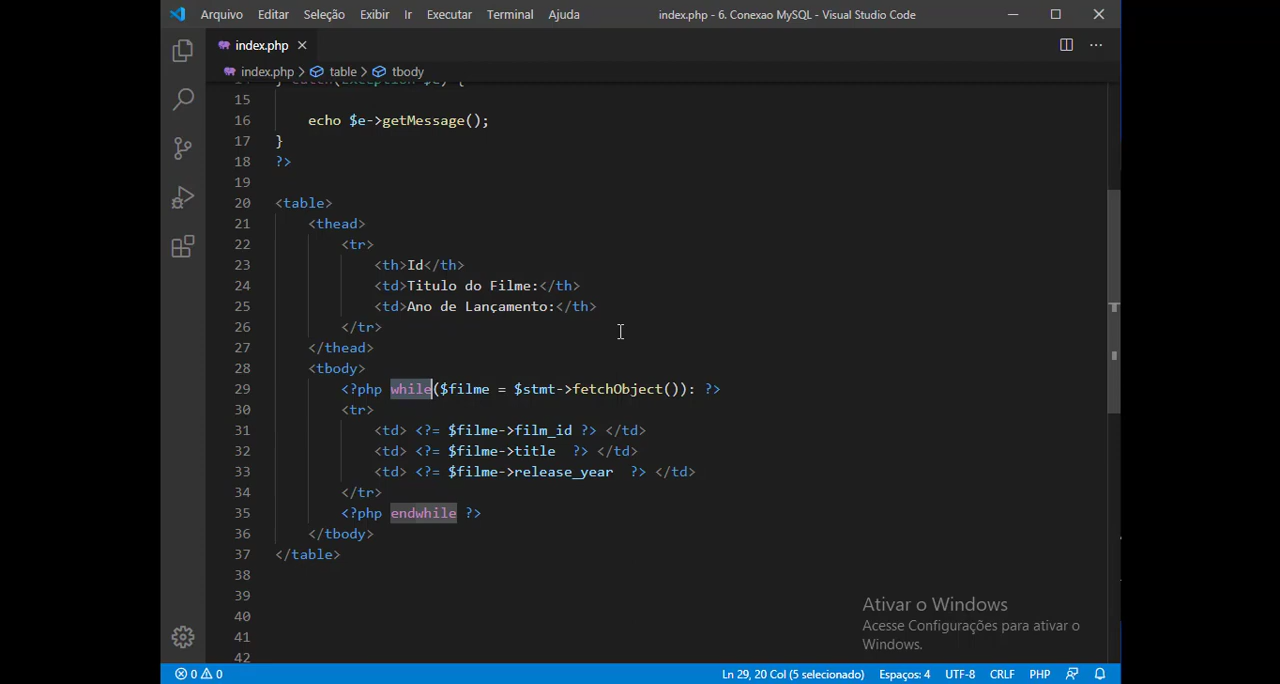 Arquivo Editar Seleção Exibir Ir Executar Terminal Ajuda index.php - 6. Conexao MySQL - Visual Studio Code
index.php
index.php > table > tbody
15
16 echo $e->getMessage();
17 }
18 ?>
19
20 <table>
21 <thead>
22 <tr>
23 <th>Id</th>
24 <td>Titulo do Filme:</th>
25 <td>Ano de Lançamento:</th>
26 </tr>
27 </thead>
28 <tbody>
29 <?php while($filme = $stmt->fetchObject()): ?>
30 <tr>
31 <td> <?= $filme->film_id ?> </td>
32 <td> <?= $filme->title ?> </td>
33 <td> <?= $filme->release_year ?> </td>
34 </tr>
35 <?php endwhile ?>
36 </tbody>
37 </table>
38
39
40
41
42
Ativar o Windows
Acesse Configurações para ativar o
Windows.
0 0 Ln 29, 20 Col (5 selecionado) Espaços: 4 UTF-8 CRLF PHP